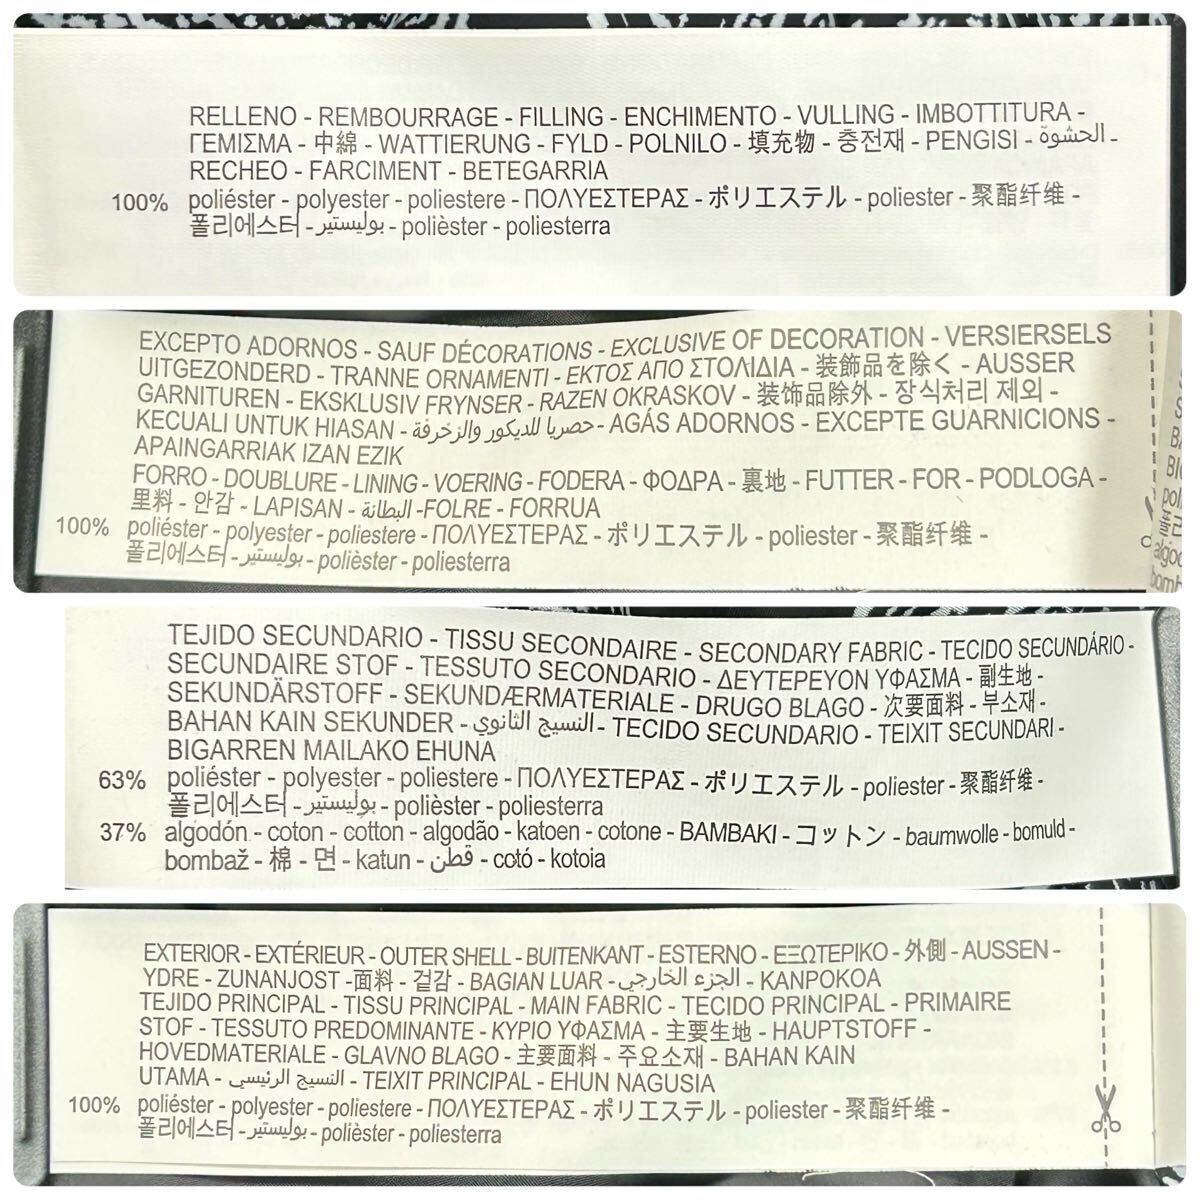 RELLENO - REMBOURRAGE - FILLING - ENCHIMENTO - VULLING - IMBOTTITURA -
ΓΕΜΙΣΜΑ - 中綿 - WATTIERUNG - FYLD - POLNILO - 填充物 - 충전재 - PENGISI - الحشوة -
RECHEO - FARCIMENT - BETEGARRIA
100% poliéster - polyester - poliestere - ΠΟΛΥΕΣΤΕΡΑΣ - ポリエステル - poliester - 聚酯纤维 -
폴리에스터 - بوليستير - polièster - poliesterra
EXCEPTO ADORNOS - SAUF DÉCORATIONS - EXCLUSIVE OF DECORATION - VERSIERSELS
UITGEZONDERD - TRANNE ORNAMENTI - ΕΚΤΟΣ ΑΠΟ ΣΤΟΛΙΔΙΑ - 装飾品を除く - AUSSER
GARNITUREN - EKSKLUSIV FRYNSER - RAZEN OKRASKOV - 装饰品除外 - 장식처리 제외 -
KECUALI UNTUK HIASAN - حصريا للديكور والزخرفة - AGÁS ADORNOS - EXCEPTE GUARNICIONS -
APAINGARRIAK IZAN EZIK
FORRO - DOUBLURE - LINING - VOERING - FODERA - ΦΟΔΡΑ - 裏地 - FUTTER - FOR - PODLOGA -
里料 - 안감 - LAPISAN - البطانة -FOLRE - FORRUA
100% poliéster - polyester - poliestere - ΠΟΛΥΕΣΤΕΡΑΣ - ポリエステル - poliester - 聚酯纤维 -
폴리에스터 - بوليستير - polièster - poliesterra
TEJIDO SECUNDARIO - TISSU SECONDAIRE - SECONDARY FABRIC - TECIDO SECUNDÁRIO -
SECUNDAIRE STOF - TESSUTO SECONDARIO - ΔΕΥΤΕΡΕΥΟΝ ΥΦΑΣΜΑ - 副生地 -
SEKUNDÄRSTOFF - SEKUNDÆRMATERIALE - DRUGO BLAGO - 次要面料 - 부소재 -
BAHAN KAIN SEKUNDER - النسيج الثانوي - TECIDO SECUNDARIO - TEIXIT SECUNDARI -
BIGARREN MAILAKO EHUNA
63% poliéster - polyester - poliestere - ΠΟΛΥΕΣΤΕΡΑΣ - ポリエステル - poliester - 聚酯纤维 -
폴리에스터 - بوليستير - polièster - poliesterra
37% algodón - coton - cotton - algodão - katoen - cotone - BAMBAKI - コットン - baumwolle - bomuld -
bombaž - 棉 - 면 - katun - قطن - cotó - kotoia
EXTERIOR - EXTÉRIEUR - OUTER SHELL - BUITENKANT - ESTERNO - ΕΞΩΤΕΡΙΚΟ - 外側 - AUSSEN -
YDRE - ZUNANJOST -面料 - 겉감 - BAGIAN LUAR - الجزء الخارجي - KANPOKOA
TEJIDO PRINCIPAL - TISSU PRINCIPAL - MAIN FABRIC - TECIDO PRINCIPAL - PRIMAIRE
STOF - TESSUTO PREDOMINANTE - ΚΥΡΙΟ ΥΦΑΣΜΑ - 主要生地 - HAUPTSTOFF -
HOVEDMATERIALE - GLAVNO BLAGO - 主要面料 - 주요소재 - BAHAN KAIN
UTAMA - النسيج الرئيسي - TEIXIT PRINCIPAL - EHUN NAGUSIA
100% poliéster - polyester - poliestere - ΠΟΛΥΕΣΤΕΡΑΣ - ポリエステル - poliester - 聚酯纤维 -
폴리에스터 - بوليستير - polièster - poliesterra